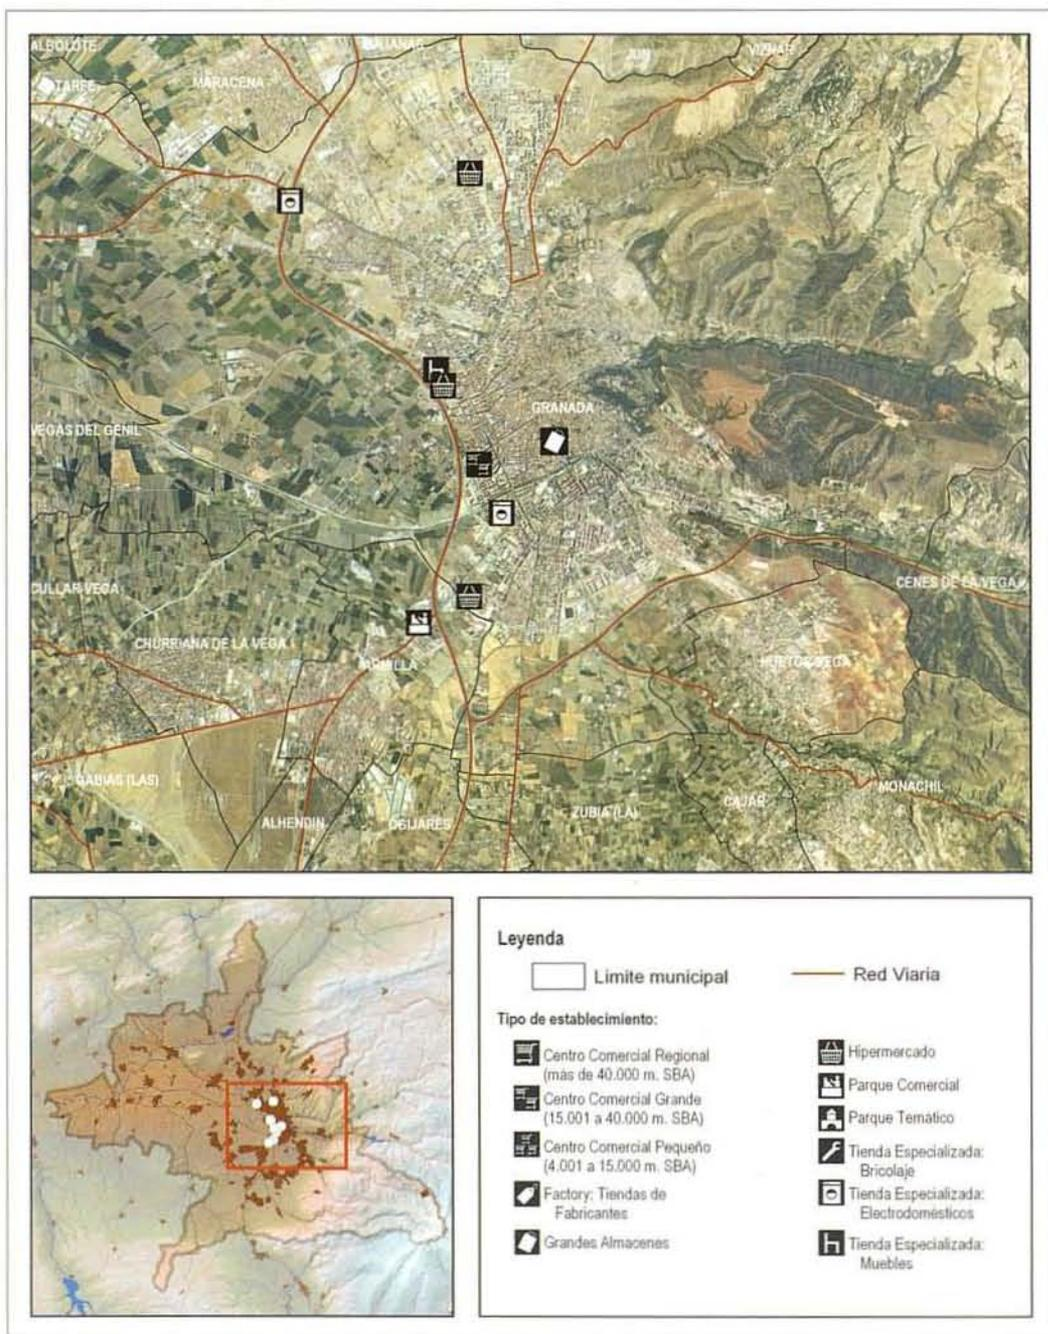 ALBOLOTE
JUN
VIZNAR
TARFE
MARACENA
GRANADA
VEGAS DEL GENIL
CENES DE LA VEGA
CULLAR VEGA
CHURRIANA DE LA VEGA
ARMILLA
HUETOR VEGA
GABIAS (LAS)
MONACHIL
CAJAR
ALHENDIN
OGIJARES
ZUBIA (LA)
Leyenda
Limite municipal
Red Viaria
Tipo de establecimiento:
Centro Comercial Regional
(más de 40.000 m. SBA)
Centro Comercial Grande
(15.001 a 40.000 m. SBA)
Centro Comercial Pequeño
(4.001 a 15.000 m. SBA)
Factory: Tiendas de
Fabricantes
Grandes Almacenes
Hipermercado
Parque Comercial
Parque Temático
Tienda Especializada:
Bricolaje
Tienda Especializada:
Electrodomésticos
Tienda Especializada:
Muebles